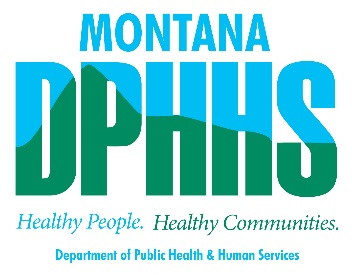 MONTANA
DPHHS
Healthy People. Healthy Communities.
Department of Public Health & Human Services